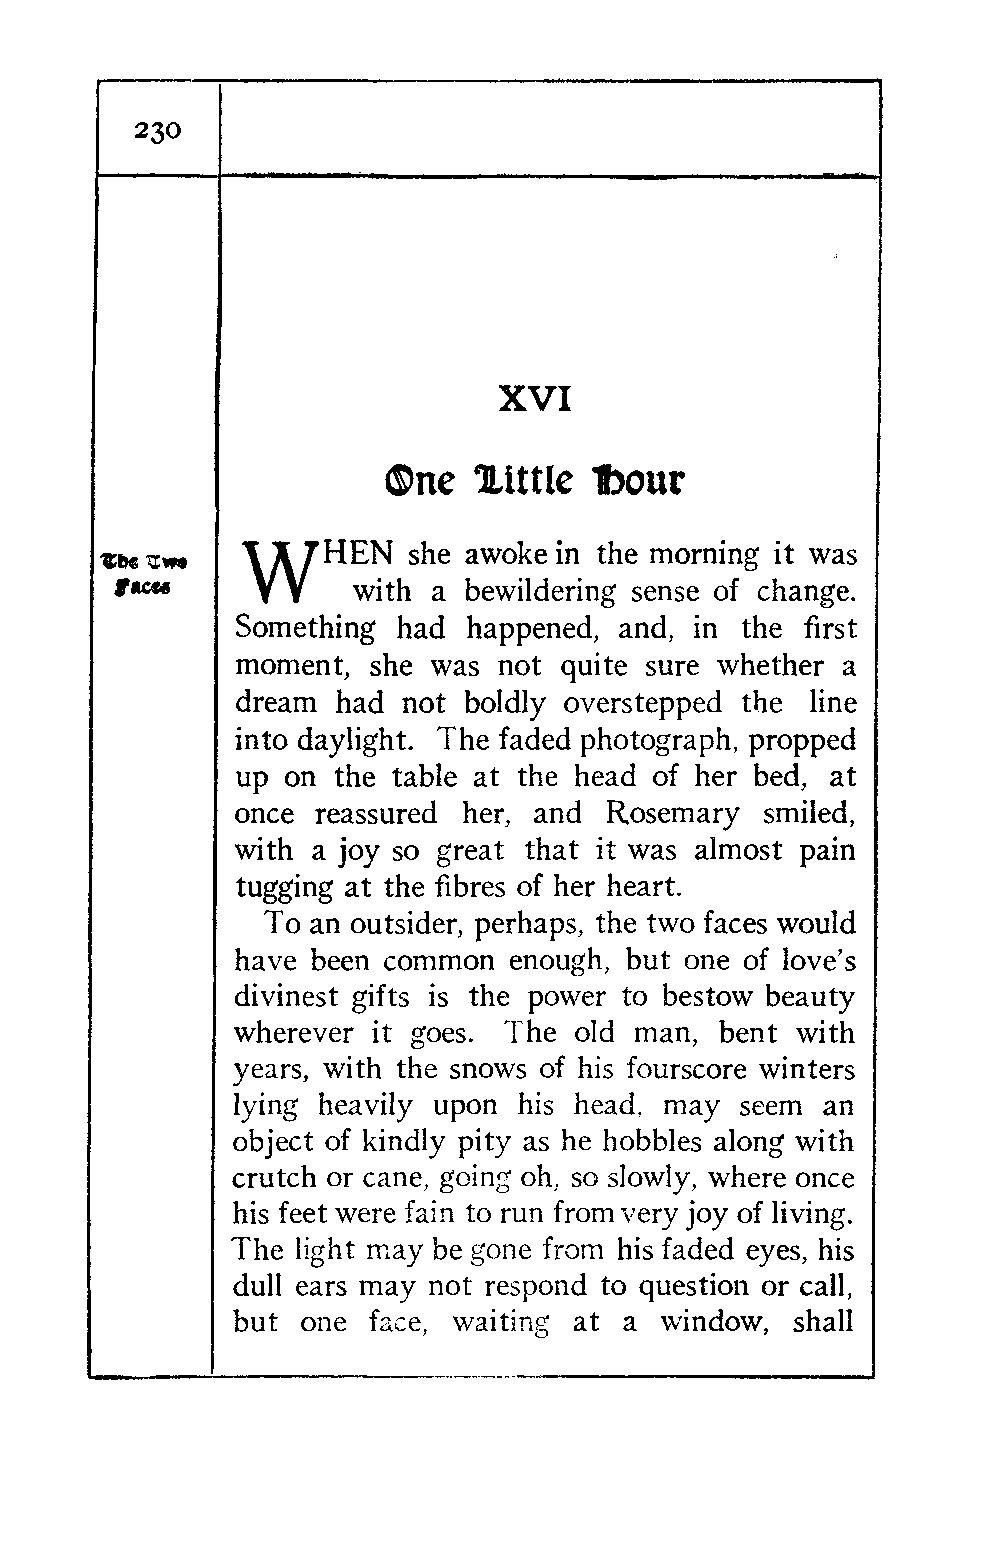 230
XVI
One Little Hour
The Two
Faces
WHEN she awoke in the morning it was
with a bewildering sense of change.
Something had happened, and, in the first
moment, she was not quite sure whether a
dream had not boldly overstepped the line
into daylight. The faded photograph, propped
up on the table at the head of her bed, at
once reassured her, and Rosemary smiled,
with a joy so great that it was almost pain
tugging at the fibres of her heart.
To an outsider, perhaps, the two faces would
have been common enough, but one of love's
divinest gifts is the power to bestow beauty
wherever it goes. The old man, bent with
years, with the snows of his fourscore winters
lying heavily upon his head, may seem an
object of kindly pity as he hobbles along with
crutch or cane, going oh, so slowly, where once
his feet were fain to run from very joy of living.
The light may be gone from his faded eyes, his
dull ears may not respond to question or call,
but one face, waiting at a window, shall